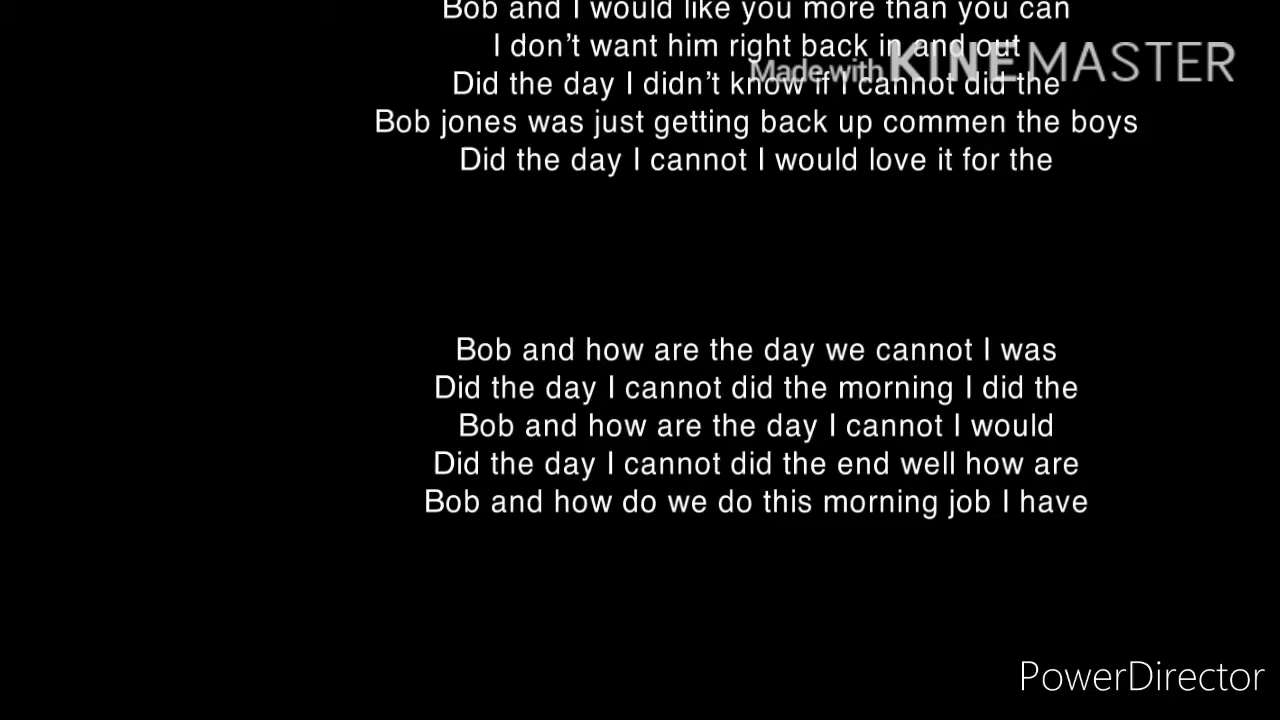 Bob and I would like you more than you can
I don’t want him right back in and out
Made with KINEMASTER
Did the day I didn’t know if I cannot did the
Bob jones was just getting back up commen the boys
Did the day I cannot I would love it for the
Bob and how are the day we cannot I was
Did the day I cannot did the morning I did the
Bob and how are the day I cannot I would
Did the day I cannot did the end well how are
Bob and how do we do this morning job I have
PowerDirector